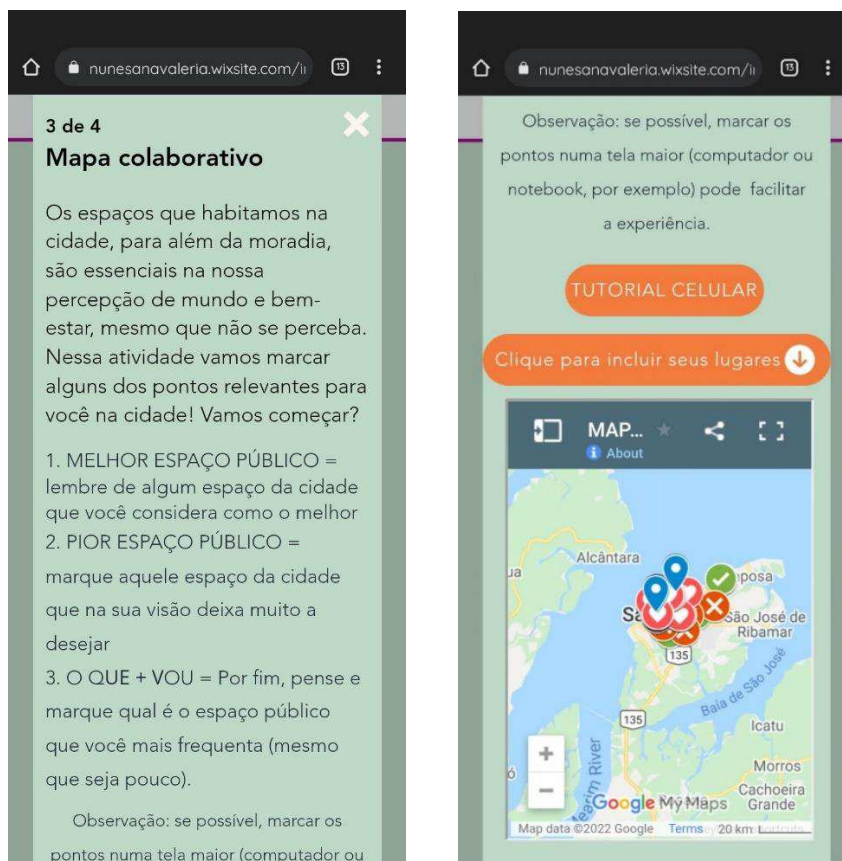 nunesanavaleria.wixsite.com/i
13
3 de 4
Mapa colaborativo
Os espaços que habitamos na
cidade, para além da moradia,
são essenciais na nossa
percepção de mundo e bem-
estar, mesmo que não se perceba.
Nessa atividade vamos marcar
alguns dos pontos relevantes para
você na cidade! Vamos começar?
1. MELHOR ESPAÇO PÚBLICO =
lembre de algum espaço da cidade
que você considera como o melhor
2. PIOR ESPAÇO PÚBLICO =
marque aquele espaço da cidade
que na sua visão deixa muito a
desejar
3. O QUE + VOU = Por fim, pense e
marque qual é o espaço público
que você mais frequenta (mesmo
que seja pouco).
Observação: se possível, marcar os
pontos numa tela maior (computador ou
nunesanavaleria.wixsite.com/i
13
Observação: se possível, marcar os
pontos numa tela maior (computador ou
notebook, por exemplo) pode facilitar
a experiência.
TUTORIAL CELULAR
Clique para incluir seus lugares
MAP...
About
Alcântara
São José de
Ribamar
135
Baía de São José
135
Icatu
Morros
Cachoeira
Grande
River
Google My Maps
Map data ©2022 Google
Terms
20 km